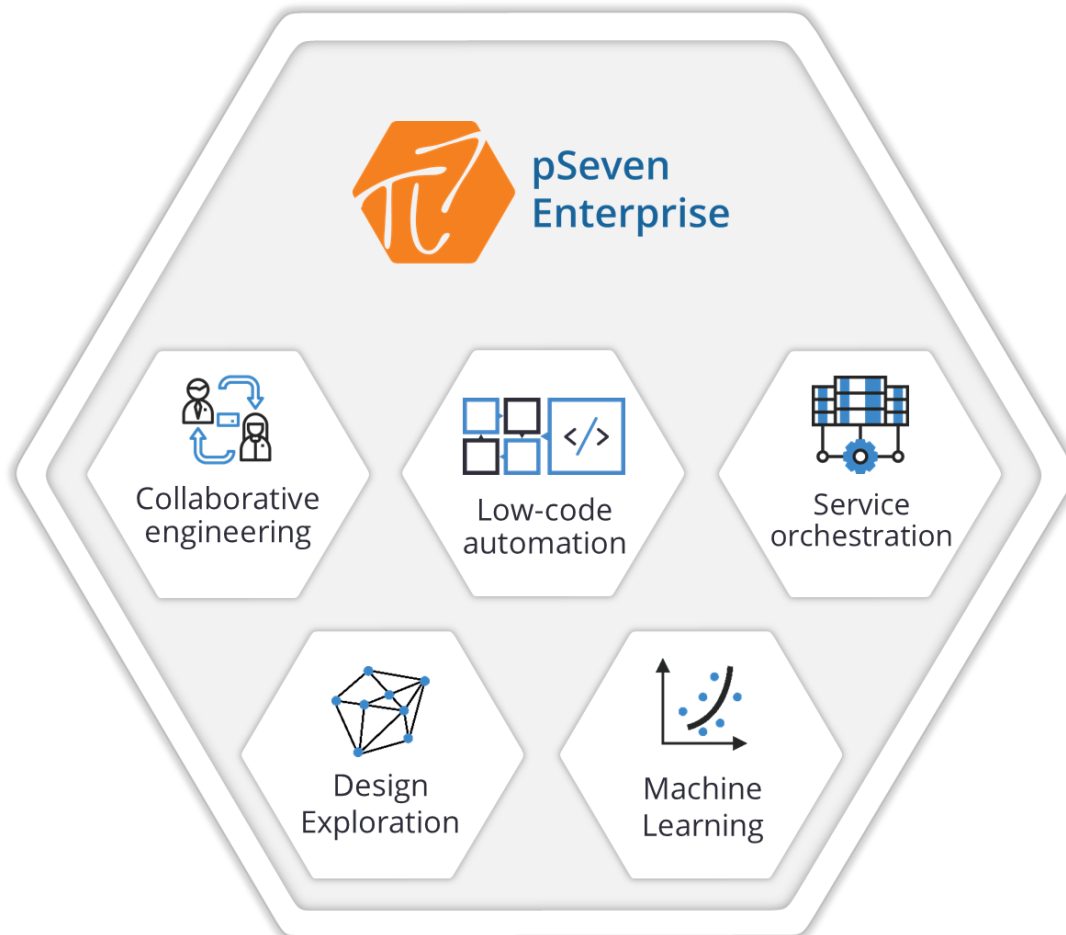 pSeven
Enterprise
Collaborative
engineering
</>
Low-code
automation
Service
orchestration
Design
Exploration
Machine
Learning